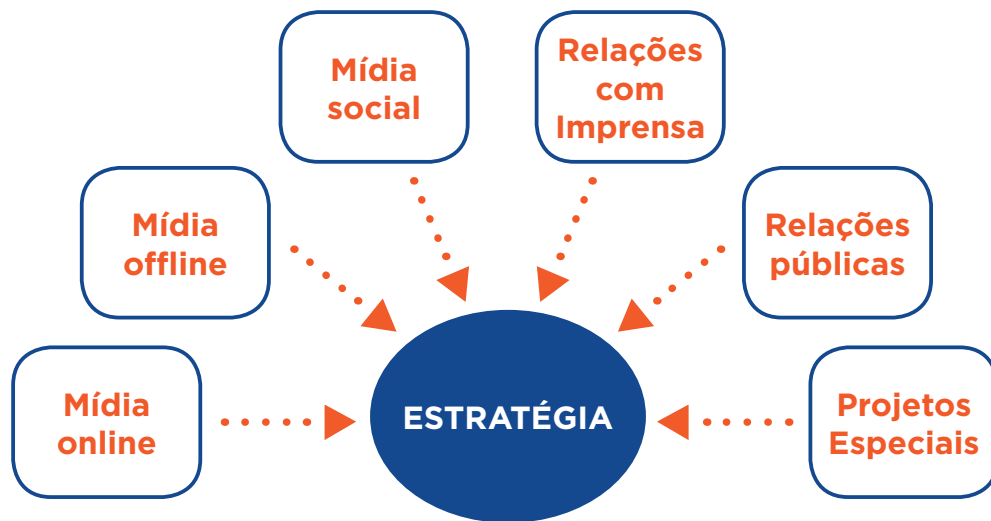 Mídia
social
Relações
com
Imprensa
Mídia
offline
Relações
públicas
Mídia
online
ESTRATÉGIA
Projetos
Especiais